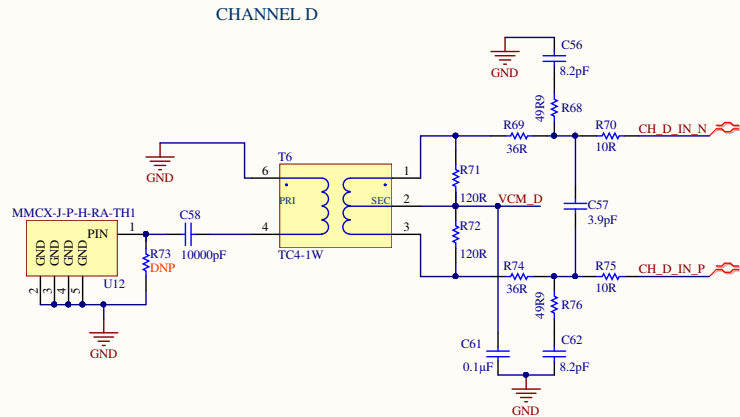 CHANNEL D
C56
8.2pF
GND
49R9
R68
R69
36R
R70
10R
CH_D_IN_N
GND
T6
6
1
PRI
SEC
2
4
3
TC4-1W
R71
120R
VCM_D
R72
120R
C57
3.9pF
MMCX-J-P-H-RA-TH1
PIN
1
GND
GND
GND
GND
2
3
4
5
U12
R73
DNP
C58
10000pF
GND
R74
36R
R75
10R
CH_D_IN_P
49R9
R76
C61
0.1µF
C62
8.2pF
GND